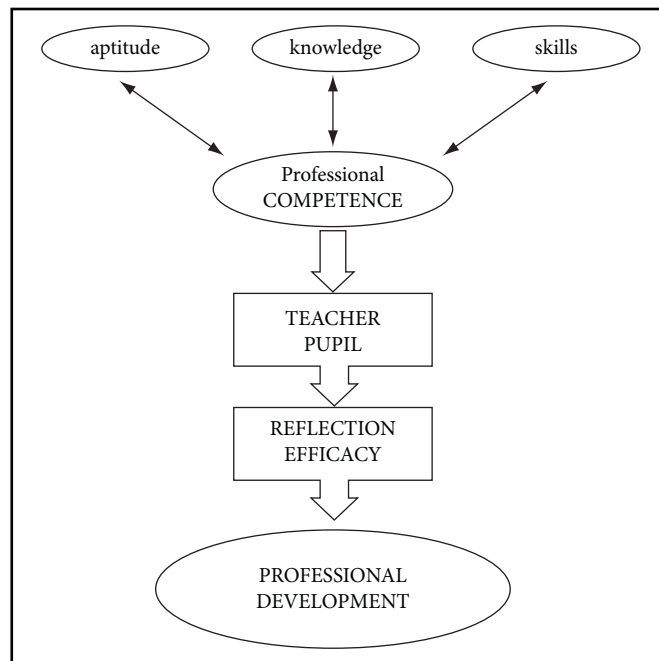 aptitude
knowledge
skills
Professional
COMPETENCE
TEACHER
PUPIL
REFLECTION
EFFICACY
PROFESSIONAL
DEVELOPMENT